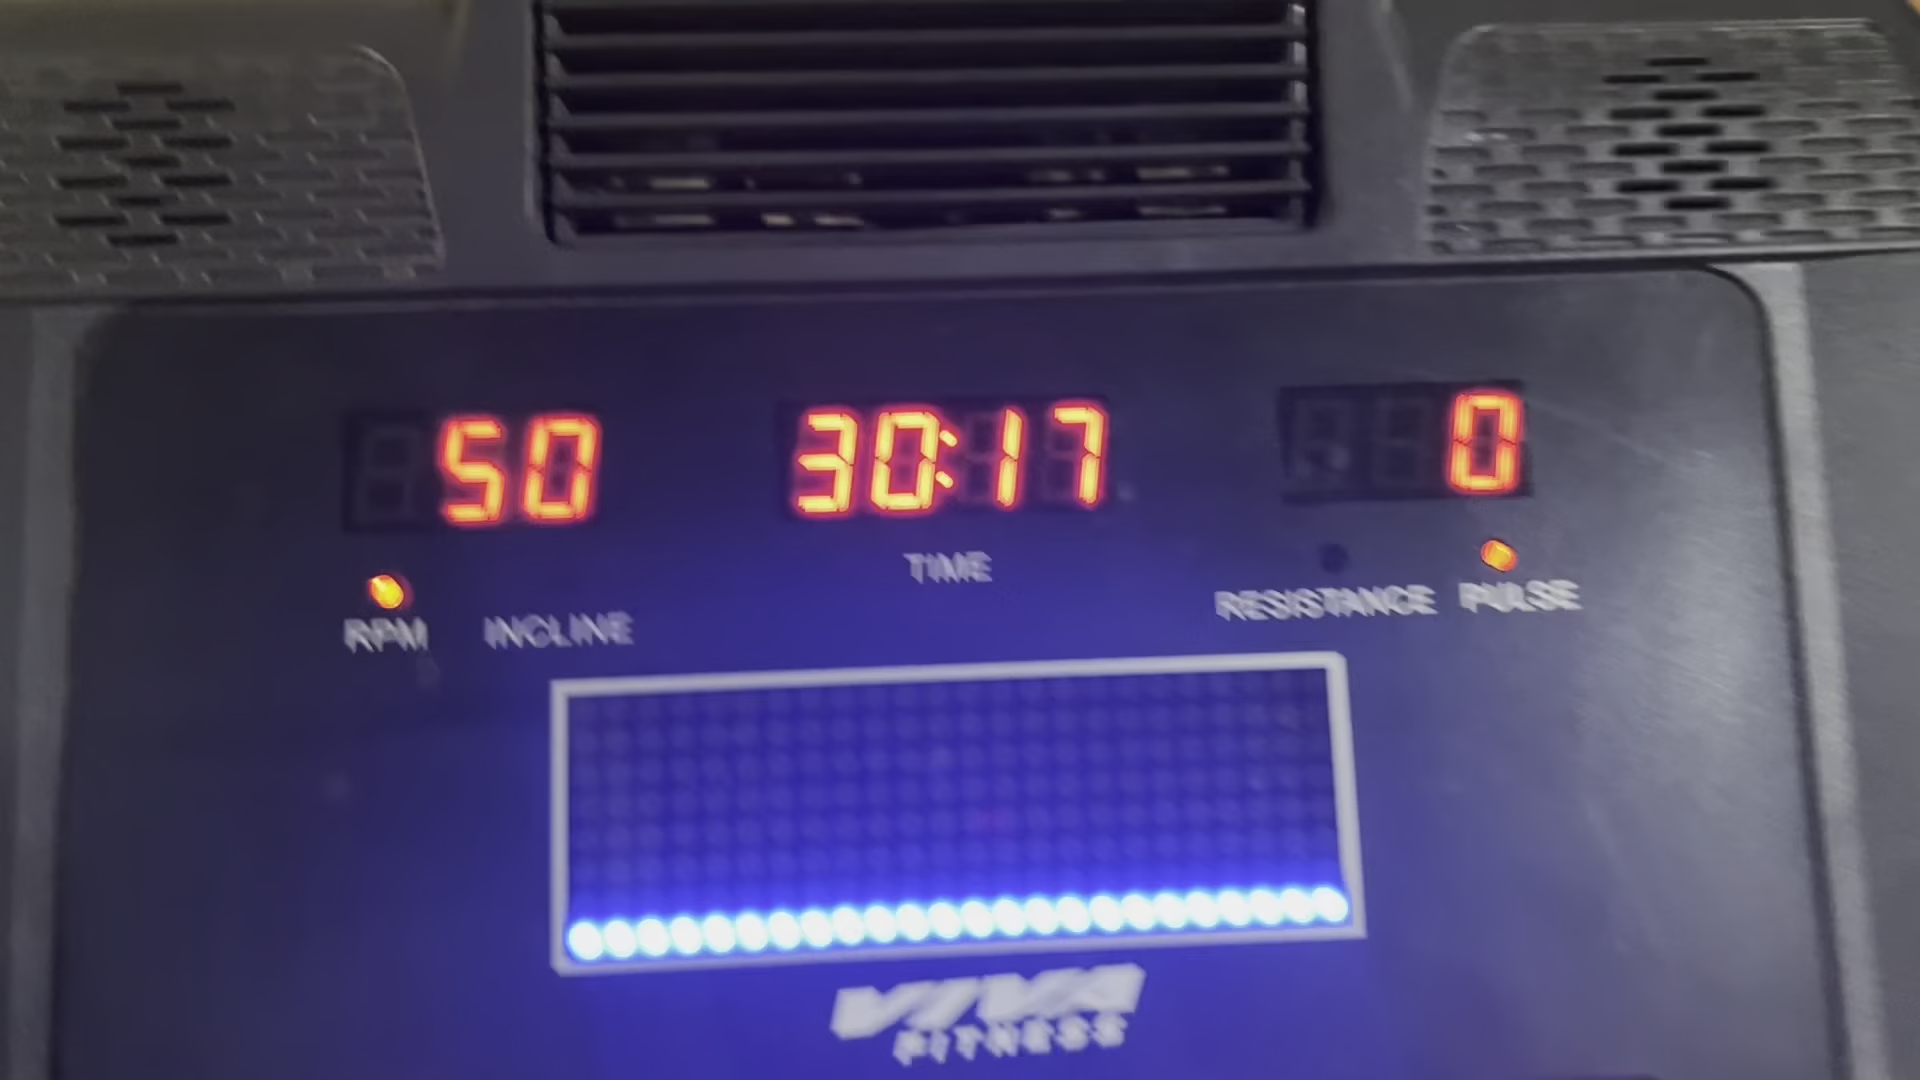 50 30:17 0
TIME
RPM INCLINE RESISTANCE PULSE
VIVA
FITNESS